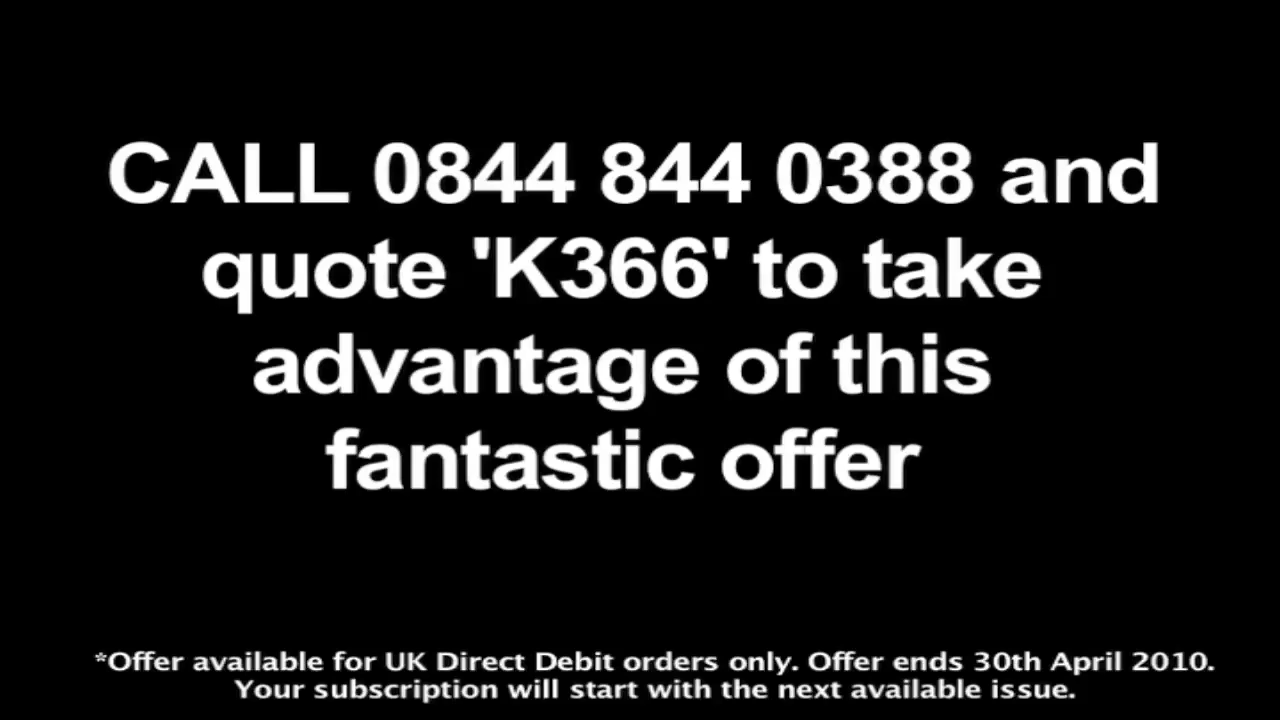 CALL 0844 844 0388 and
quote 'K366' to take
advantage of this
fantastic offer
*Offer available for UK Direct Debit orders only. Offer ends 30th April 2010.
Your subscription will start with the next available issue.